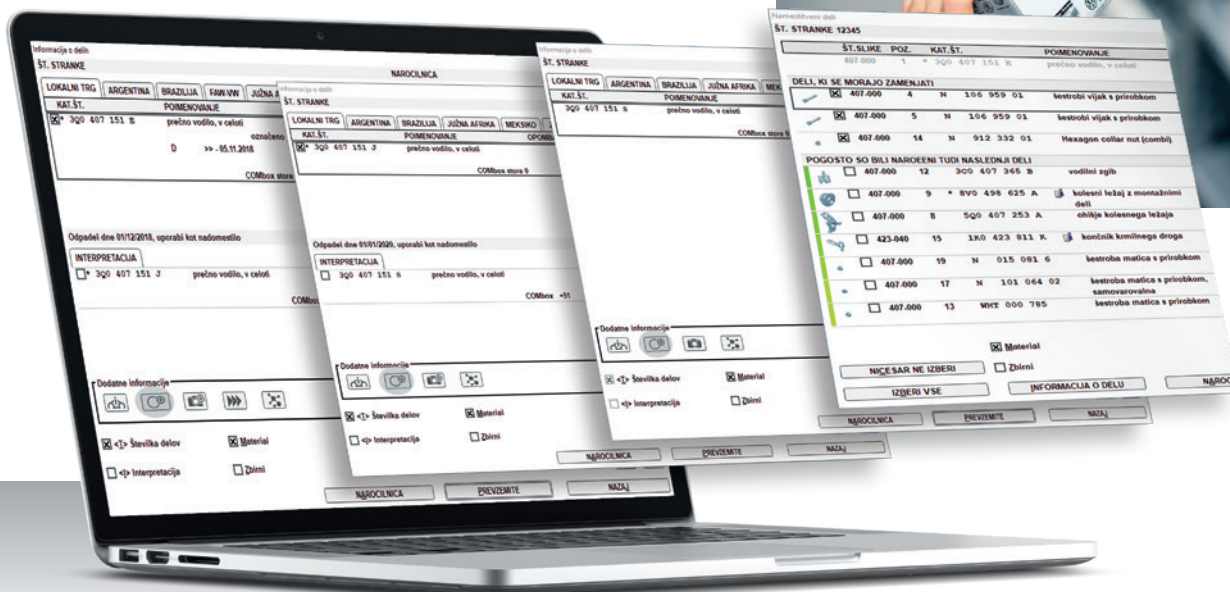 Informacija o delih
ŠT. STRANKE
NAROCILNICA
LOKALNI TRG ARGENTINA BRAZILIJA FAW-VW JUŽNA
KAT.ŠT. POIMENOVANJE
* 3Q0 407 151 E prečno vodilo, v celoti
označeno
D >> - 05.11.2018
COMbox store
Odpadel dne 01/12/2018, uporabi kot nadomestilo
INTERPRETACIJA
* 3Q0 407 151 J prečno vodilo, v celoti
Dodatne informacije
<T> Številka delov Material
<I> Interpretacija Zbirni
NAROCILNICA PREVZEMITE NAZAJ
Informacija o delih
ŠT. STRANKE
LOKALNI TRG ARGENTINA BRAZILIJA JUŽNA AFRIKA MEKSIKO
KAT.ŠT. POIMENOVANJE
* 3Q0 407 151 J prečno vodilo, v celoti
COMbox store 0
Odpadel dne 01/01/2020, uporabi kot nadomestilo
INTERPRETACIJA
3Q0 407 151 S prečno vodilo, v celoti
COMbox =51
Dodatne informacije
<T> Številka delov Material
<I> Interpretacija Zbirni
NAROCILNICA PREVZEMITE NAZAJ
Informacija o delih
ŠT. STRANKE
LOKALNI TRG ARGENTINA BRAZILIJA JUŽNA AFRIKA
KAT.ŠT. POIMENOVANJE
3Q0 407 151 S prečno vodilo, v celoti
COMbox store
Dodatne informacije
<T> Številka delov Material
<I> Interpretacija Zbirni
NAROCILNICA PREVZEMITE NAZAJ
Namestitveni deli
ŠT. STRANKE 12345
ŠT.SLIKE POZ. KAT.ŠT. POIMENOVANJE
407-000 1 * 3Q0 407 151 E prečno vodilo, v celoti
DELI, KI SE MORAJO ZAMENJATI
407-000 4 N 106 959 01 šestrobi vijak s prirobkom
407-000 5 N 106 959 01 šestrobi vijak s prirobkom
407-000 14 N 912 332 01 Hexagon collar nut (combi)
POGOSTO SO BILI NAROEENI TUDI NASLEDNJI DELI
407-000 12 3C0 407 365 B vodilni zgib
407-000 9 * 8V0 498 625 A kolesni ležaj z montažnimi
deli
407-000 8 5Q0 407 253 A ohišje kolesnega ležaja
423-040 15 1K0 423 811 K končnik krmilnega droga
407-000 19 N 015 081 6 šestroba matica s prirobkom
407-000 17 N 101 064 02 šestroba matica s prirobkom,
samovarovalna
407-000 13 WHT 000 785 šestroba matica s prirobkom
Material
NICESAR NE IZBERI Zbirni
IZBERI VSE INFORMACIJA O DELU